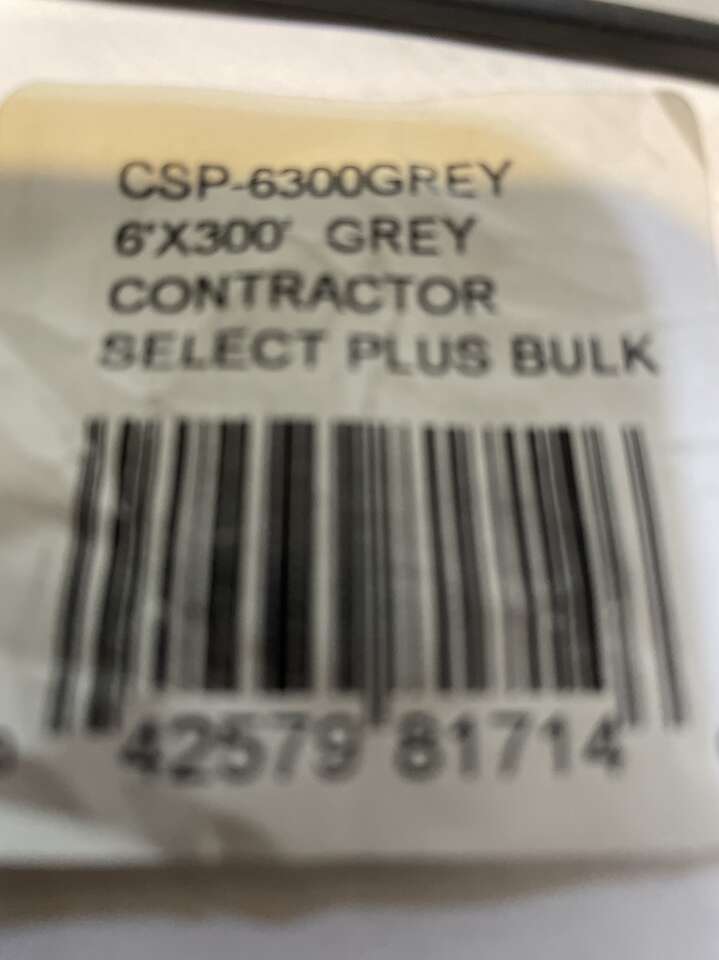 CSP-6300GREY
6'X300' GREY
CONTRACTOR
SELECT PLUS BULK
42579 81714